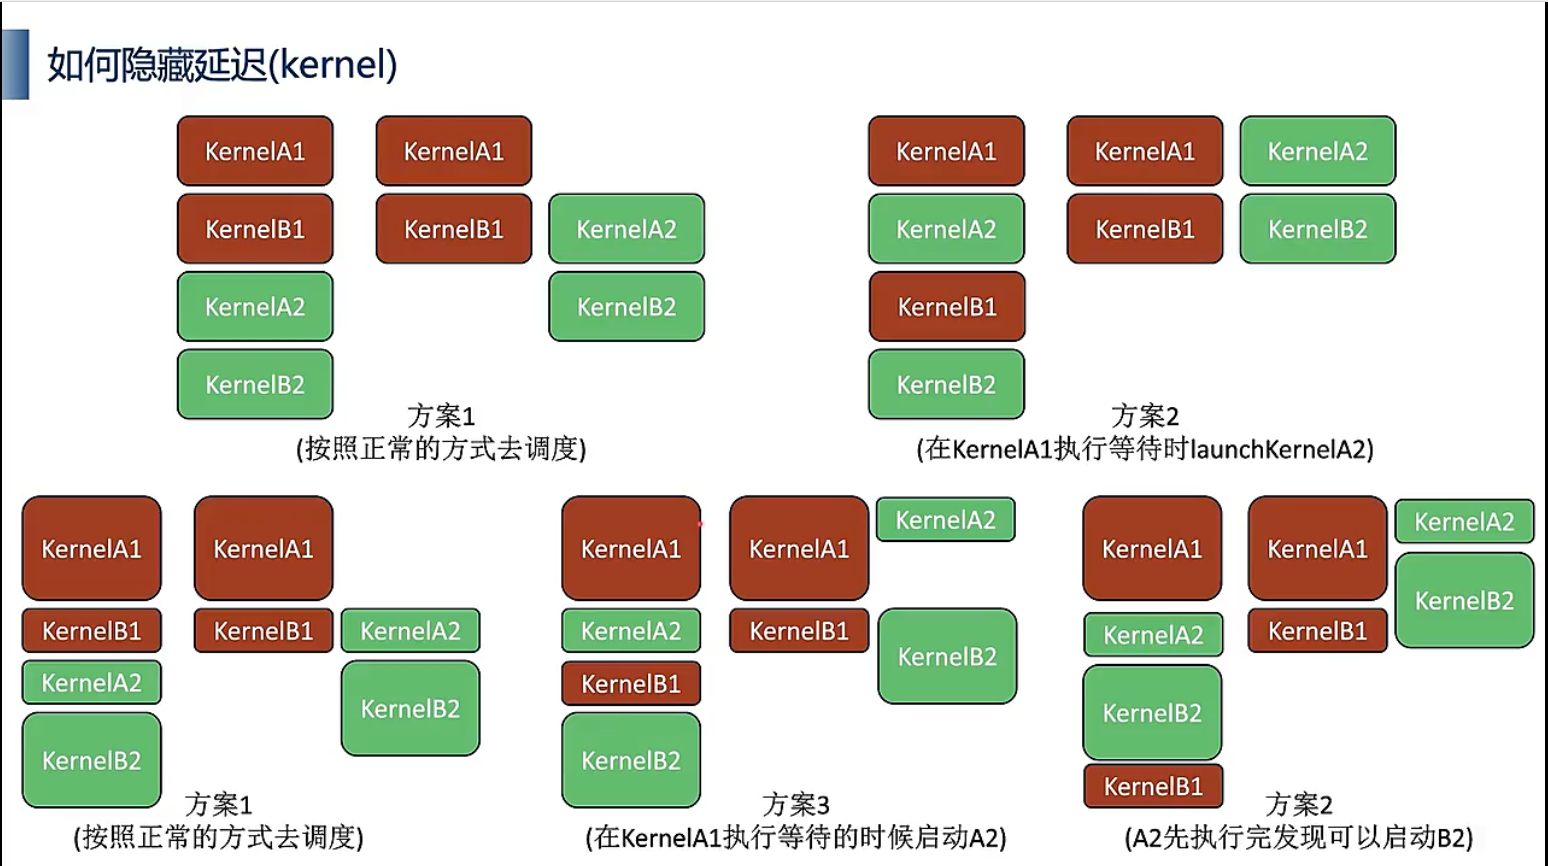 如何隐藏延迟(kernel)
KernelA1
KernelB1
KernelA2
KernelB2
KernelA1
KernelB1
KernelA2
KernelB2
方案1
(按照正常的方式去调度)
KernelA1
KernelA2
KernelB1
KernelB2
KernelA1
KernelB1
KernelA2
KernelB2
方案2
(在KernelA1执行等待时launchKernelA2)
KernelA1
KernelB1
KernelA2
KernelB2
KernelA1
KernelB1
KernelA2
KernelB2
方案1
(按照正常的方式去调度)
KernelA1
KernelA2
KernelB1
KernelB2
KernelA1
KernelB1
KernelA2
KernelB2
方案3
(在KernelA1执行等待的时候启动A2)
KernelA1
KernelA2
KernelB2
KernelB1
KernelA1
KernelB1
KernelA2
KernelB2
方案2
(A2先执行完发现可以启动B2)